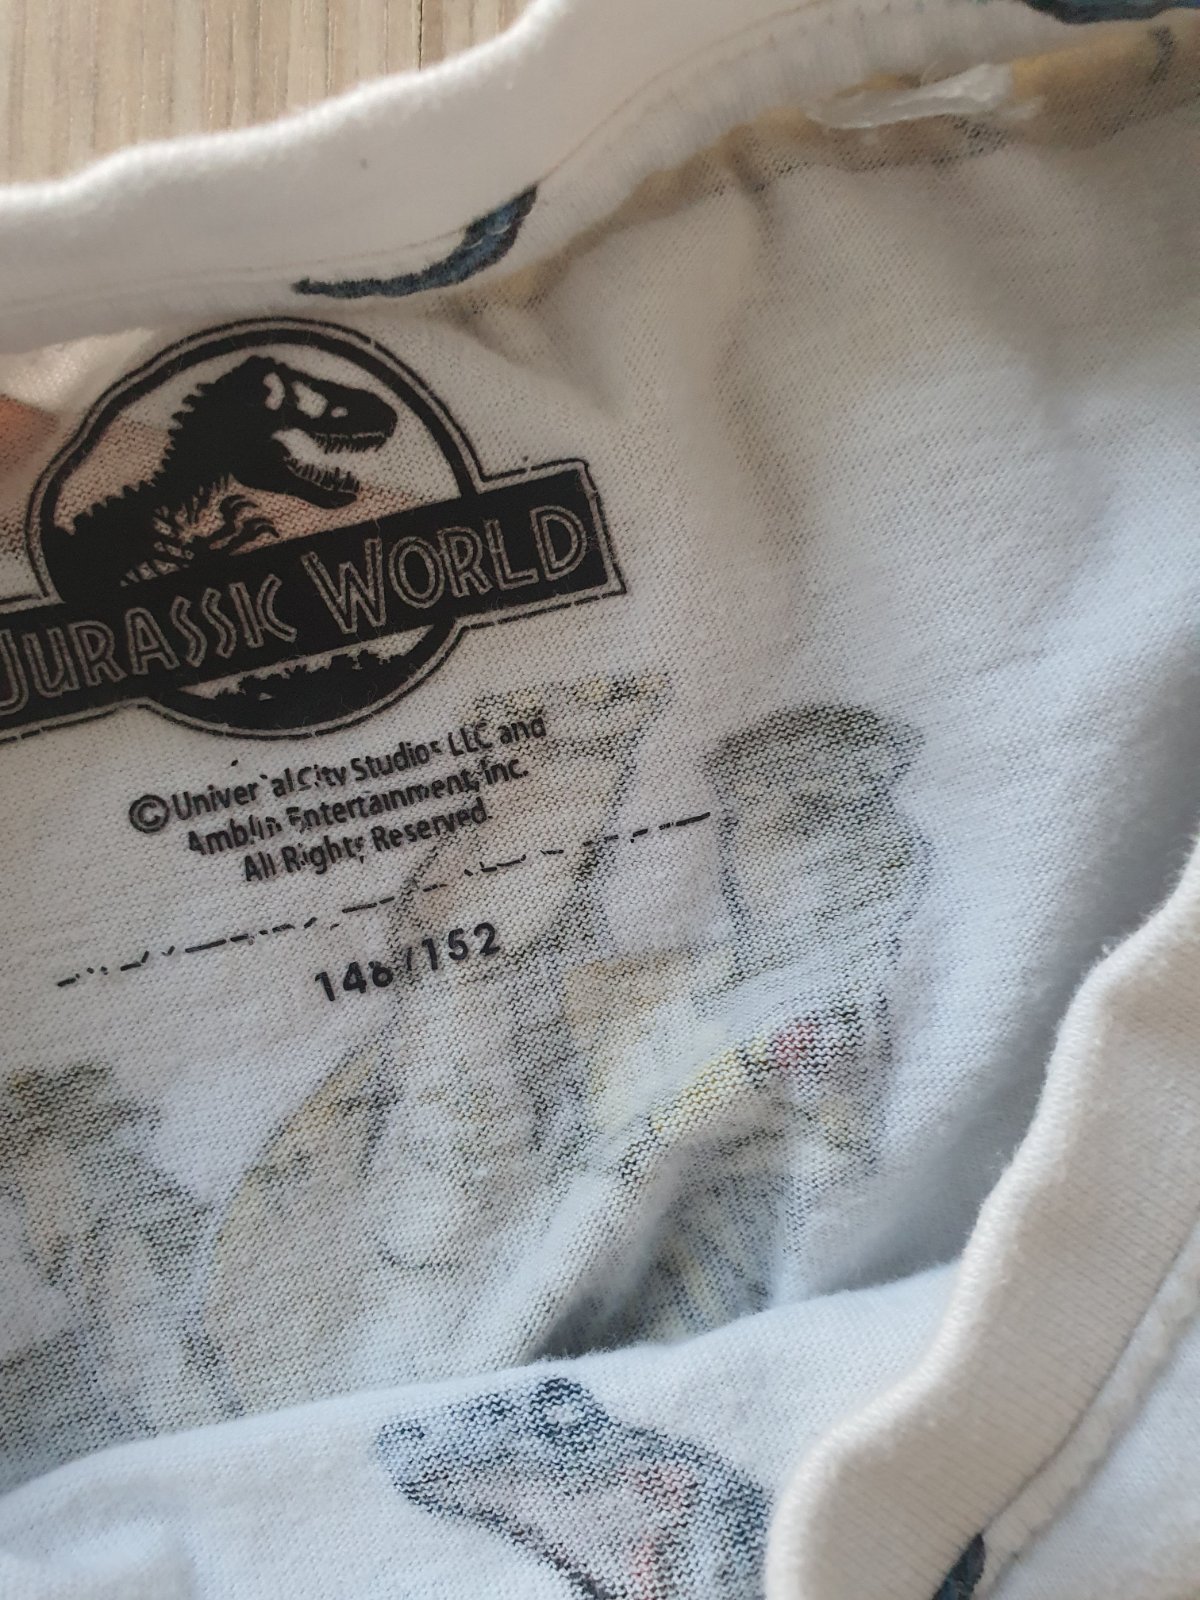 JURASSIC WORLD
©Universal City Studios LLC and
Amblin Entertainment, Inc.
All Rights Reserved.
146/152